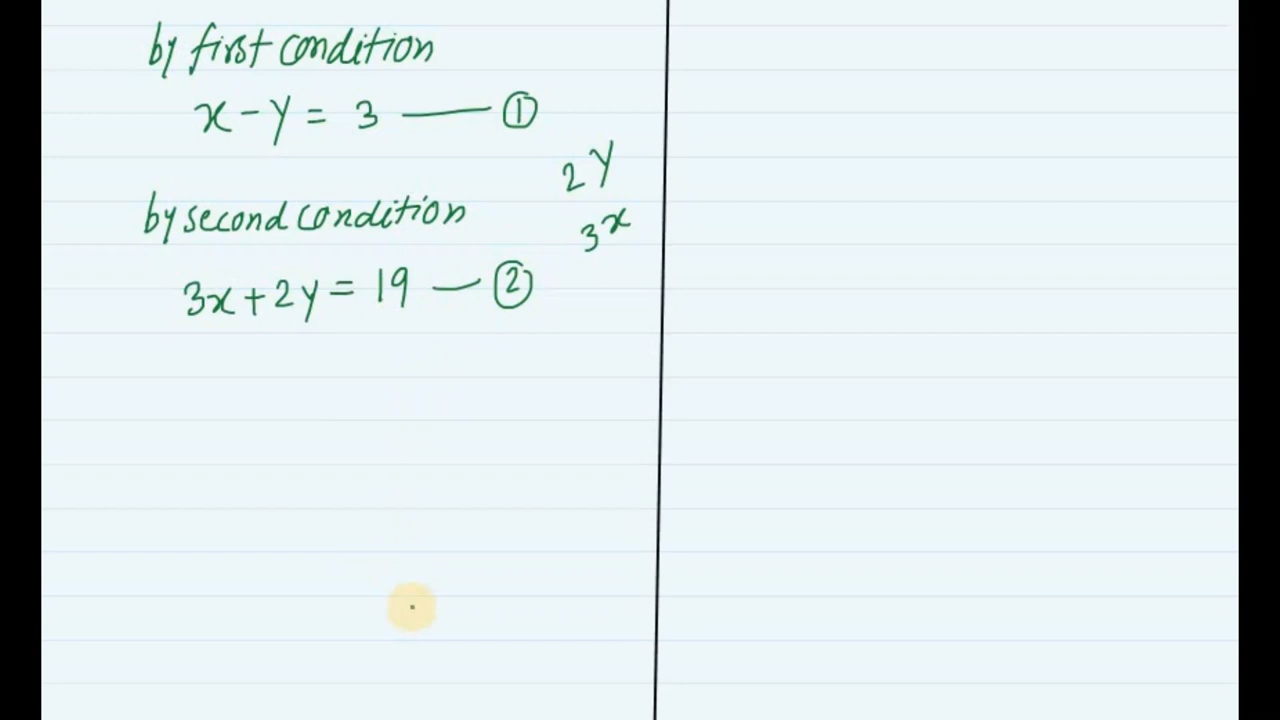 by first condition
x - y = 3 —— ①
2y
by second condition
3x
3x + 2y = 19 — ②